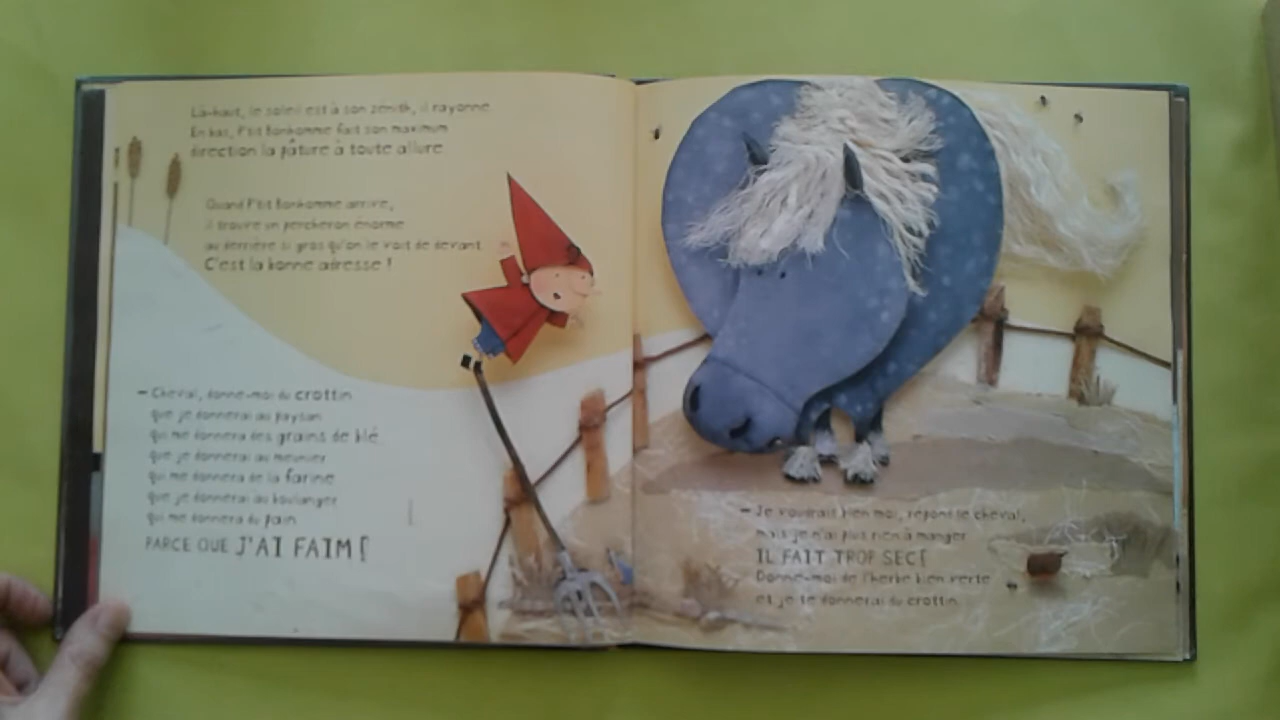 Là-haut, le soleil est à son zénith, il rayonne.
En bas, P'tit Bonhomme fait son maximum
direction la pâture à toute allure.
Quand P'tit Bonhomme arrive,
il trouve un percheron énorme
au derrière si gros qu'on le voit de devant.
C'est la bonne adresse !
– Cheval, donne-moi du crottin
que je donnerai au paysan
qui me donnera des grains de blé
que je donnerai au meunier
qui me donnera de la farine
que je donnerai au boulanger
qui me donnera du pain
PARCE QUE J'AI FAIM !
– Je voudrais bien moi, répond le cheval,
mais je n'ai plus rien à manger.
IL FAIT TROP SEC !
Donne-moi de l'herbe bien verte
et je te donnerai du crottin.